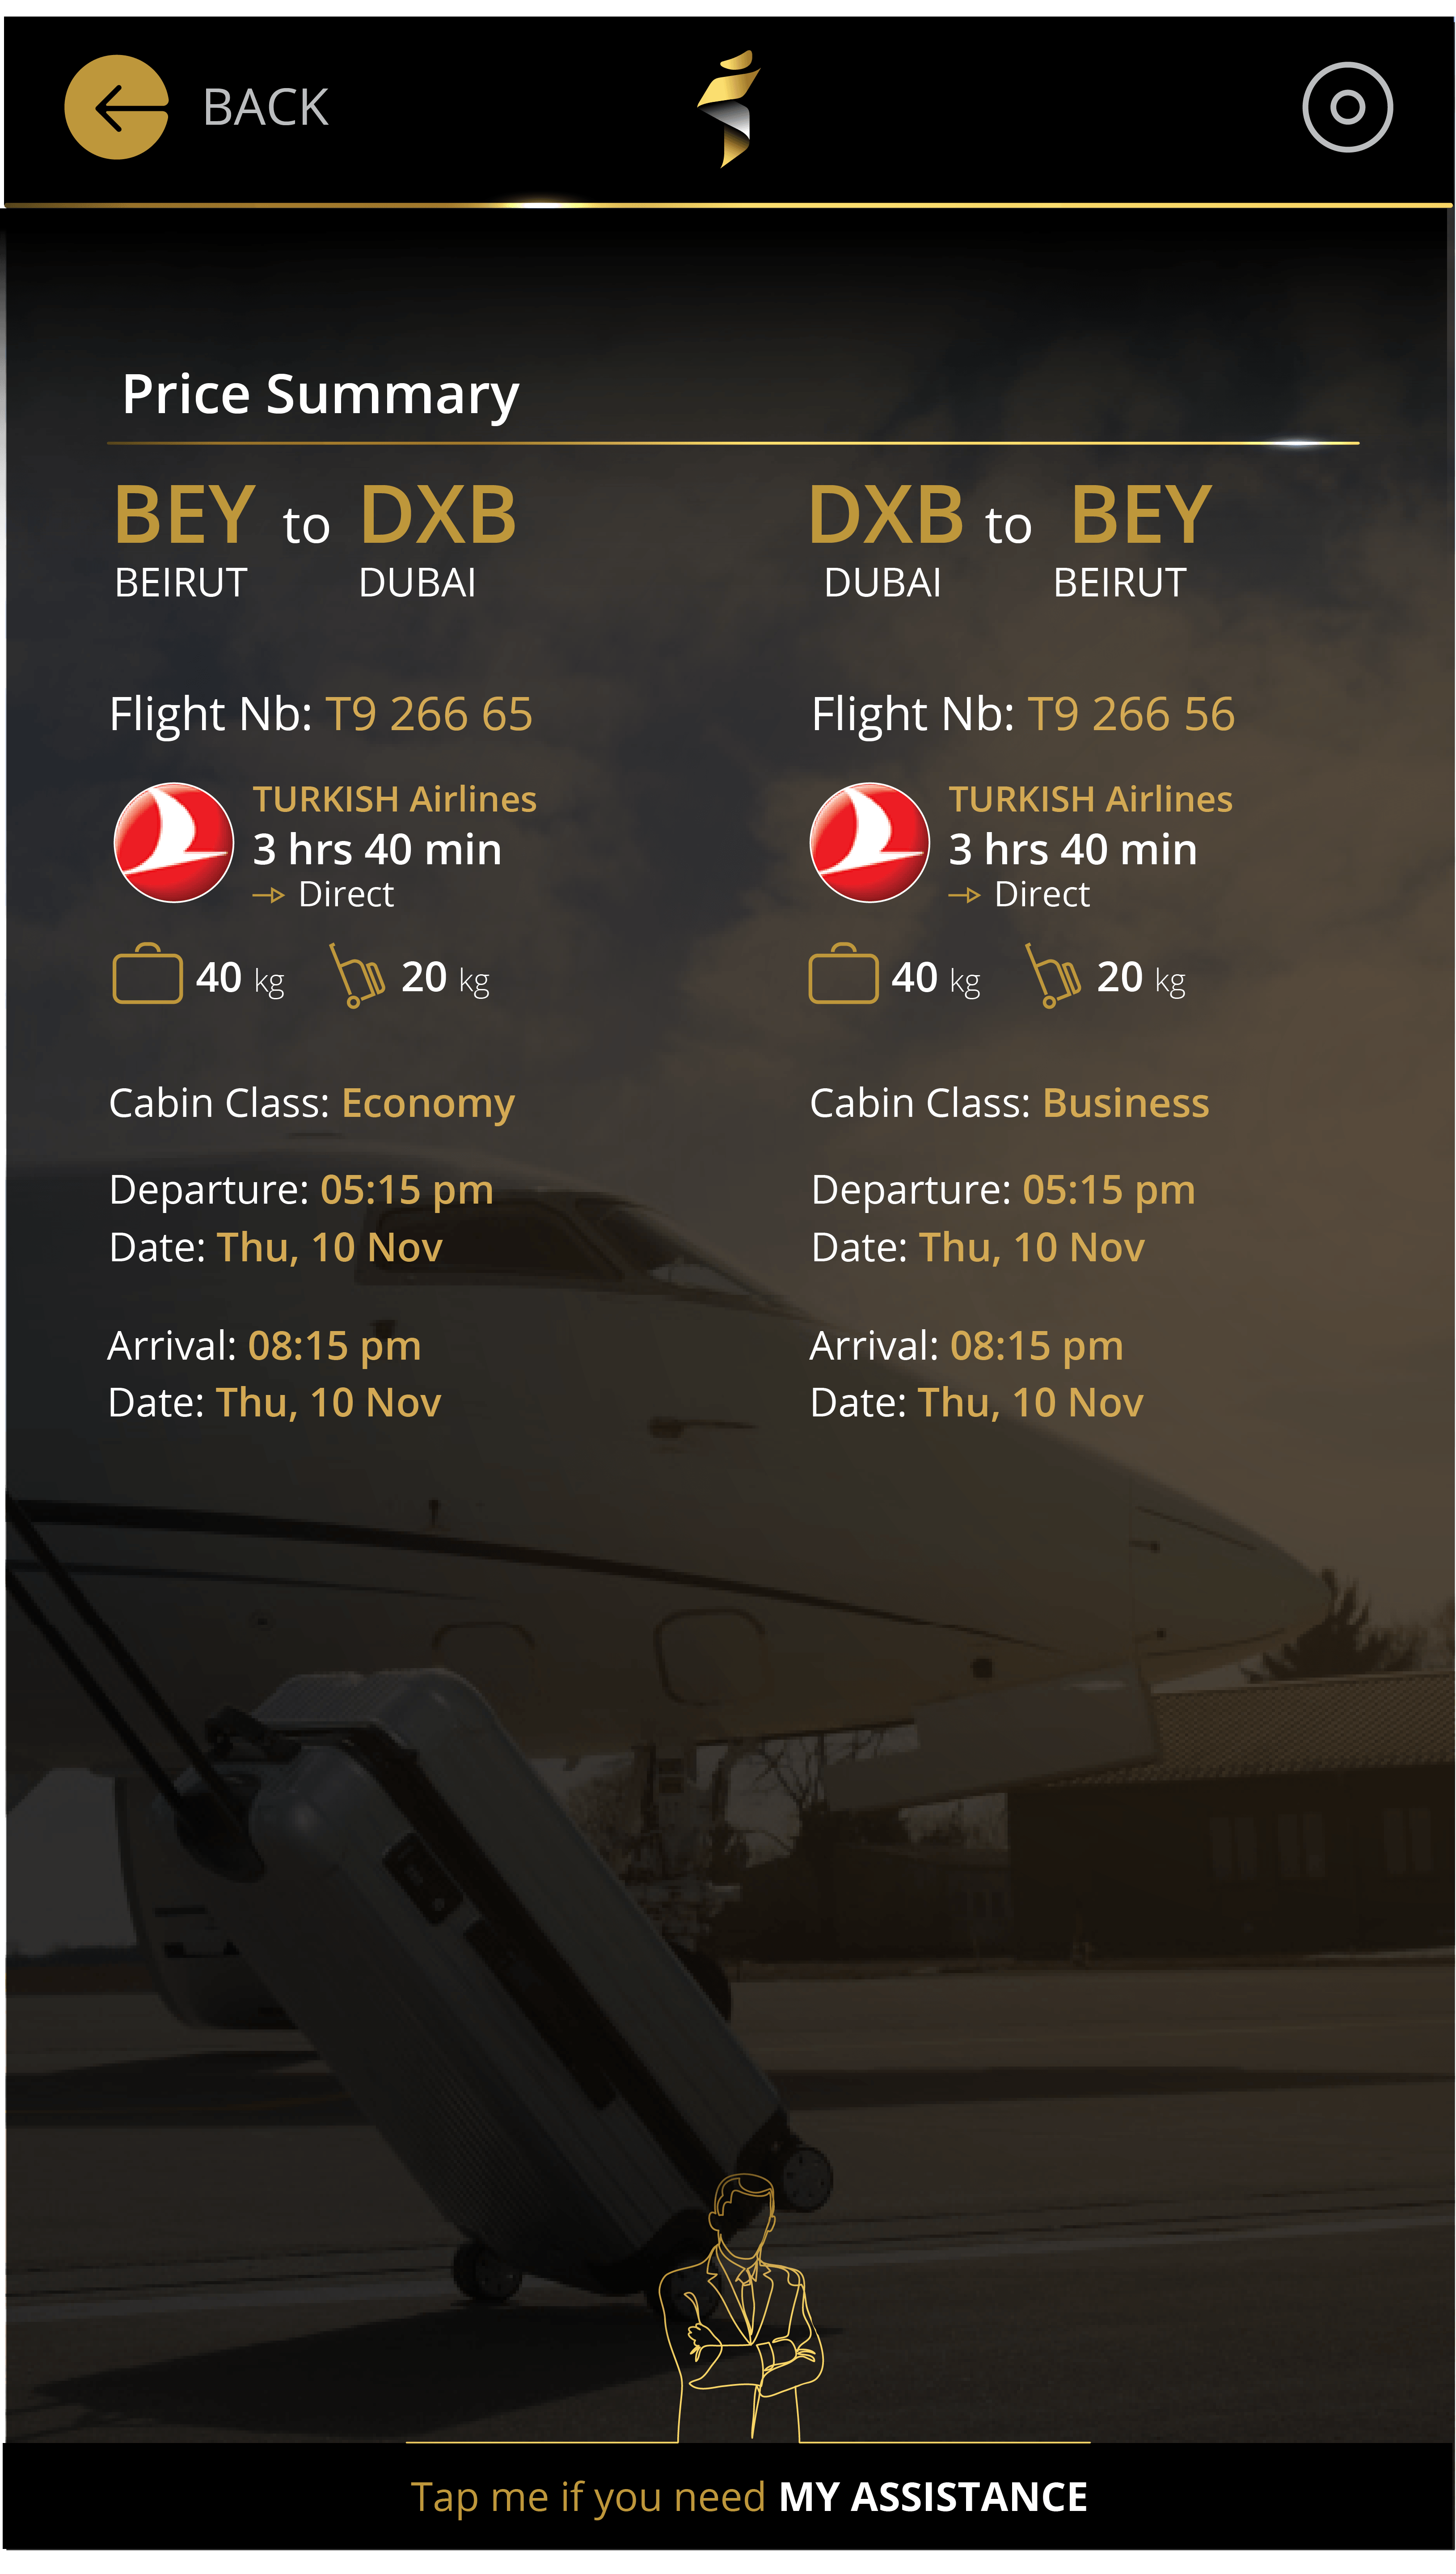 BACK
Price Summary
BEY to DXB
BEIRUT DUBAI
Flight Nb: T9 266 65
TURKISH Airlines
3 hrs 40 min
Direct
40 kg 20 kg
Cabin Class: Economy
Departure: 05:15 pm
Date: Thu, 10 Nov
Arrival: 08:15 pm
Date: Thu, 10 Nov
DXB to BEY
DUBAI BEIRUT
Flight Nb: T9 266 56
TURKISH Airlines
3 hrs 40 min
Direct
40 kg 20 kg
Cabin Class: Business
Departure: 05:15 pm
Date: Thu, 10 Nov
Arrival: 08:15 pm
Date: Thu, 10 Nov
Tap me if you need MY ASSISTANCE